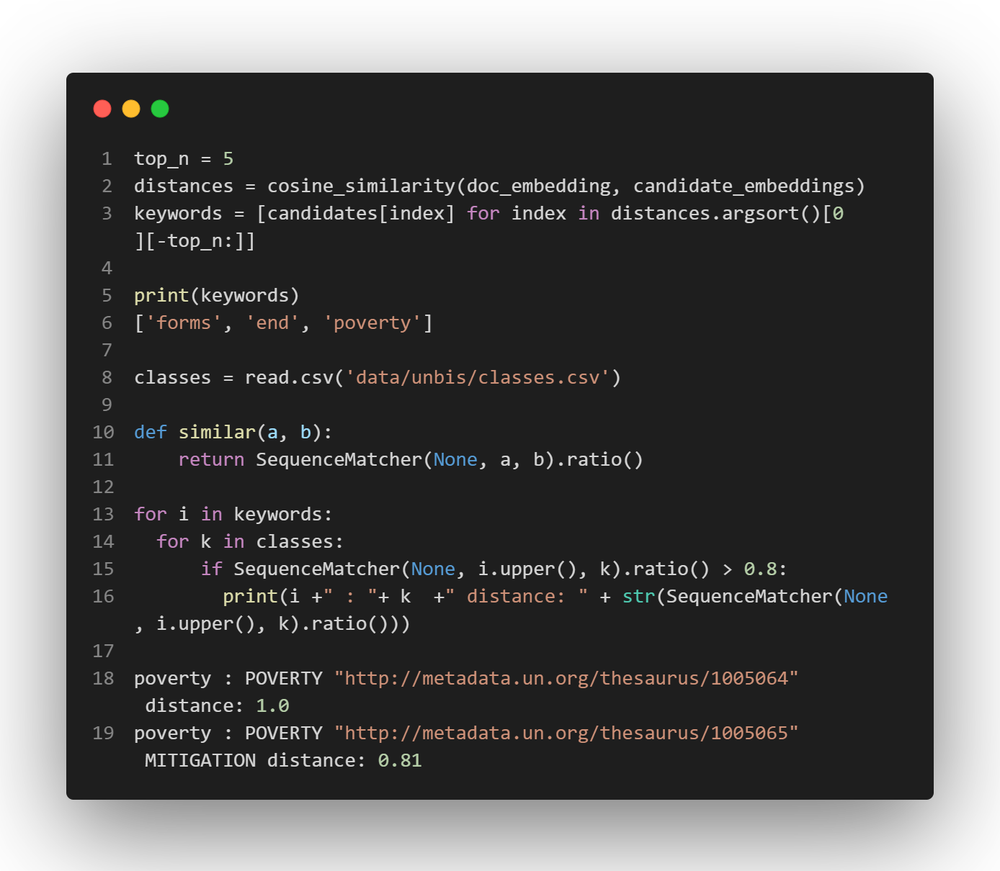 1 top_n = 5
2 distances = cosine_similarity(doc_embedding, candidate_embeddings)
3 keywords = [candidates[index] for index in distances.argsort()[0
][-top_n:]]
4
5 print(keywords)
6 ['forms', 'end', 'poverty']
7
8 classes = read.csv('data/unbis/classes.csv')
9
10 def similar(a, b):
11     return SequenceMatcher(None, a, b).ratio()
12
13 for i in keywords:
14   for k in classes:
15       if SequenceMatcher(None, i.upper(), k).ratio() > 0.8:
16         print(i +" : "+ k  +" distance: " + str(SequenceMatcher(None
, i.upper(), k).ratio()))
17
18 poverty : POVERTY "http://metadata.un.org/thesaurus/1005064"
 distance: 1.0
19 poverty : POVERTY "http://metadata.un.org/thesaurus/1005065"
 MITIGATION distance: 0.81